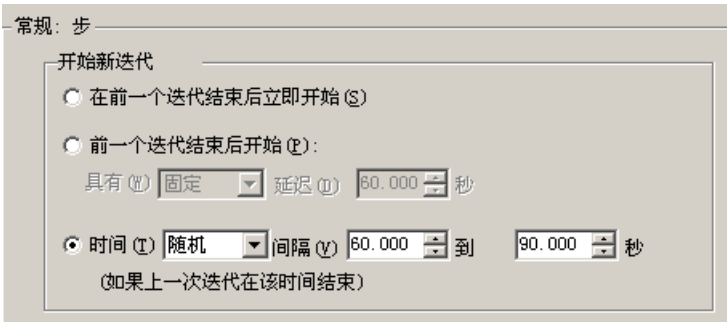 常规: 步
开始新迭代
在前一个迭代结束后立即开始(S)
前一个迭代结束后开始(P):
具有(W) 固定 延迟(D) 60.000 秒
时间(T) 随机 间隔(V) 60.000 到 90.000 秒
(如果上一次迭代在该时间结束)